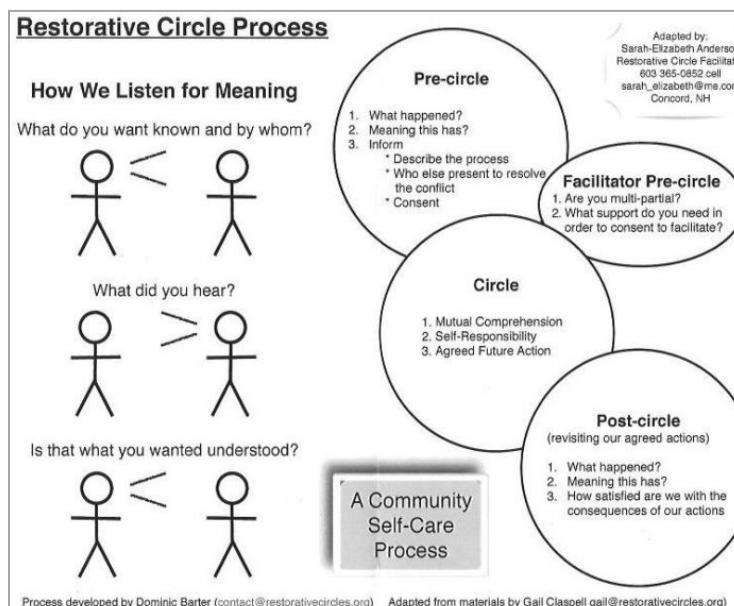 Restorative Circle Process
How We Listen for Meaning
What do you want known and by whom?
What did you hear?
Is that what you wanted understood?
Pre-circle
1. What happened?
2. Meaning this has?
3. Inform
* Describe the process
* Who else present to resolve
the conflict
* Consent
Adapted by:
Sarah-Elizabeth Anderso
Restorative Circle Facilitat
603 365-0852 cell
sarah_elizabeth@me.con
Concord, NH
Facilitator Pre-circle
1. Are you multi-partial?
2. What support do you need in
order to consent to facilitate?
Circle
1. Mutual Comprehension
2. Self-Responsibility
3. Agreed Future Action
Post-circle
(revisiting our agreed actions)
1. What happened?
2. Meaning this has?
3. How satisfied are we with the
consequences of our actions
A Community
Self-Care
Process
Process developed by Dominic Barter (contact@restorativecircles.org) Adapted from materials by Gail Claspell gail@restorativecircles.org)